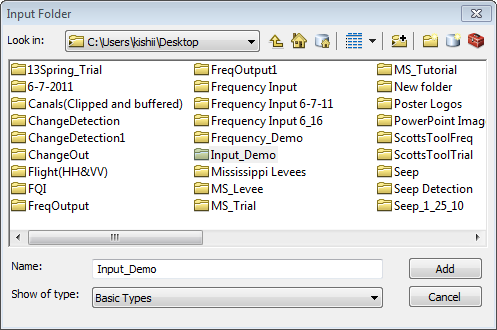 Input Folder
Look in: C:\Users\kishii\Desktop
13Spring_Trial
6-7-2011
Canals(Clipped and buffered)
ChangeDetection
ChangeDetection1
ChangeOut
Flight(HH&VV)
FQI
FreqOutput
FreqOutput1
Frequency Input
Frequency Input 6-7-11
Frequency Input 6_16
Frequency_Demo
Input_Demo
Mississippi Levees
MS_Levee
MS_Trial
MS_Tutorial
New folder
Poster Logos
PowerPoint Imag
ScottsToolFreq
ScottsToolTrial
Seep
Seep Detection
Seep_1_25_10
Name: Input_Demo Add
Show of type: Basic Types Cancel